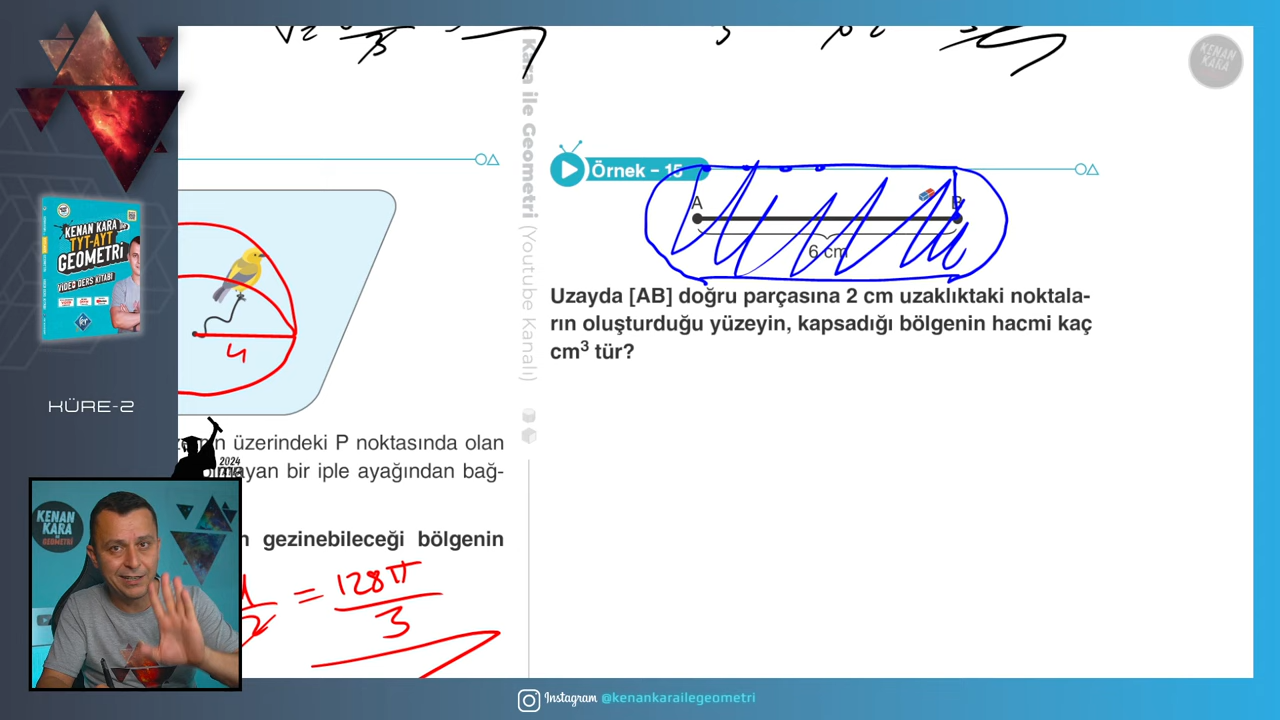 KENAN KARA
KENAN KARA
TYT-AYT
GEOMETRİ
VİDEO DERS KİTABI
KÜRE-2
2024
KENAN
KARA
GEOMETRİ
üzerindeki P noktasında olan
bir iple ayağından bağ-
gezinebileceği bölgenin
4
= 128π
3
Kara ile Geometri (Youtube Kanalı)
Örnek – 15
A B
6 cm
Uzayda [AB] doğru parçasına 2 cm uzaklıktaki noktala-
rın oluşturduğu yüzeyin, kapsadığı bölgenin hacmi kaç
cm³ tür?
Instagram @kenankarailegeometri